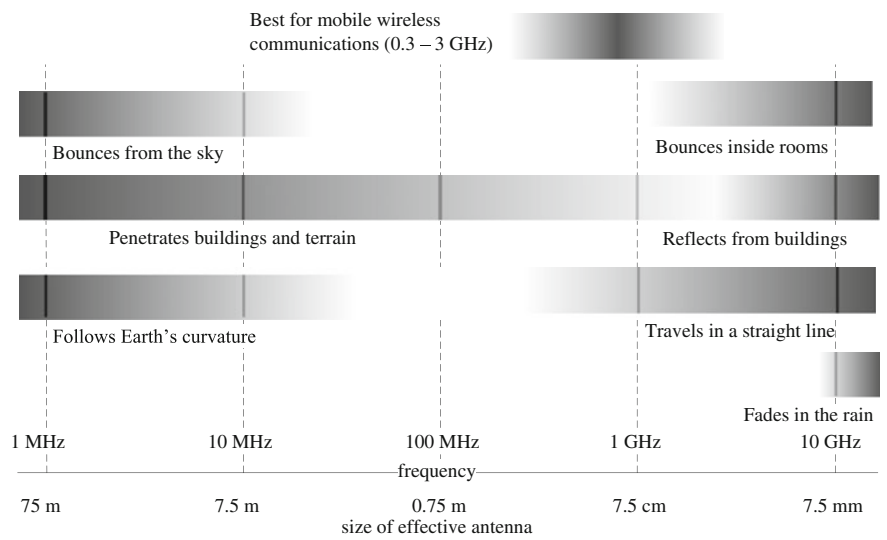 Best for mobile wireless
communications (0.3 – 3 GHz)
Bounces from the sky
Bounces inside rooms
Penetrates buildings and terrain
Reflects from buildings
Follows Earth's curvature
Travels in a straight line
Fades in the rain
1 MHz 10 MHz 100 MHz 1 GHz 10 GHz
frequency
75 m 7.5 m 0.75 m 7.5 cm 7.5 mm
size of effective antenna